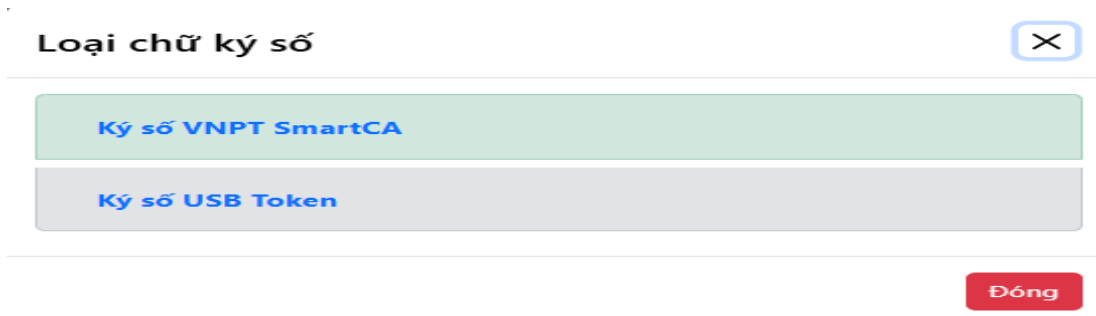 Loại chữ ký số
Ký số VNPT SmartCA
Ký số USB Token
Đóng